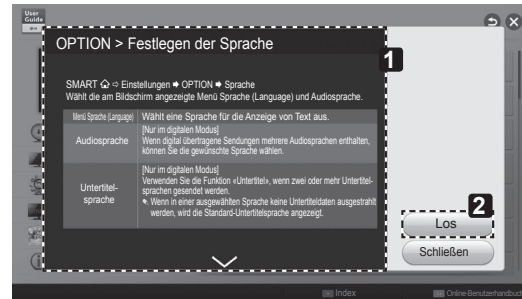 User
Guide
OPTION > Festlegen der Sprache
1
SMART ⇨ Einstellungen ➡ OPTION ➡ Sprache
Wählt die am Bildschirm angezeigte Menü Sprache (Language) und Audiosprache.
Menü Sprache (Language) Wählt eine Sprache für die Anzeige von Text aus.
Audiosprache
[Nur im digitalen Modus]
Wenn digital übertragene Sendungen mehrere Audiosprachen enthalten,
können Sie die gewünschte Sprache wählen.
Untertitel-
sprache
[Nur im digitalen Modus]
Verwenden Sie die Funktion «Untertitel», wenn zwei oder mehr Untertitel-
sprachen gesendet werden.
Wenn in einer ausgewählten Sprache keine Untertiteldaten ausgestrahlt
werden, wird die Standard-Untertitelsprache angezeigt.
2
Los
Schließen
Index
Online-Benutzerhandbuch